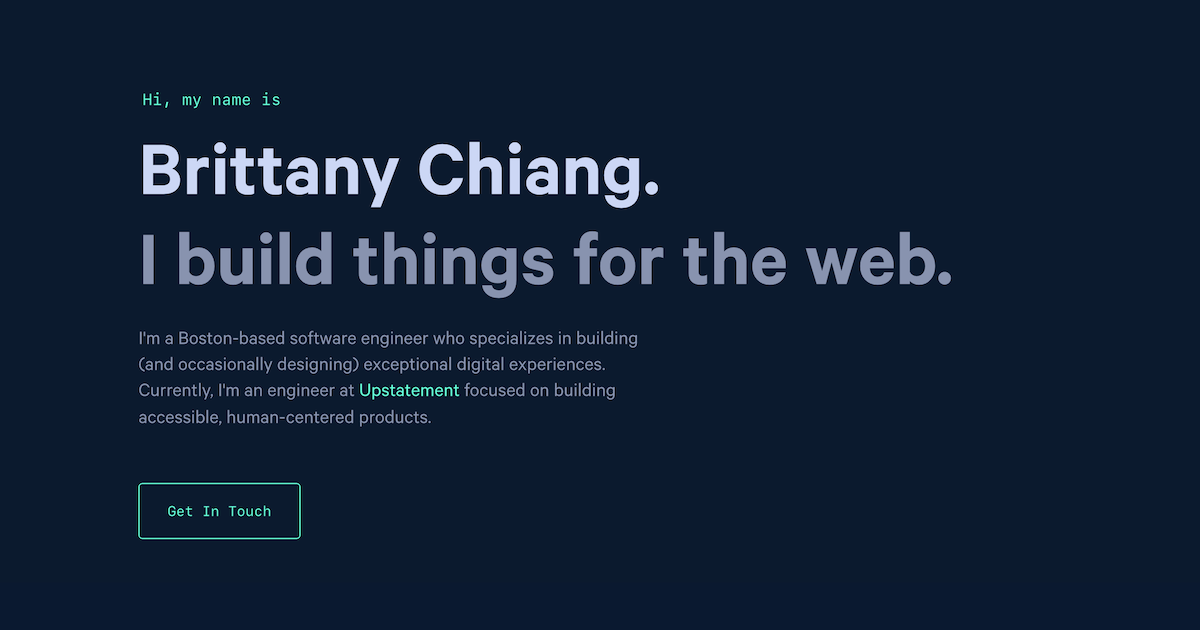 Hi, my name is
Brittany Chiang.
I build things for the web.
I'm a Boston-based software engineer who specializes in building
(and occasionally designing) exceptional digital experiences.
Currently, I'm an engineer at Upstatement focused on building
accessible, human-centered products.
Get In Touch